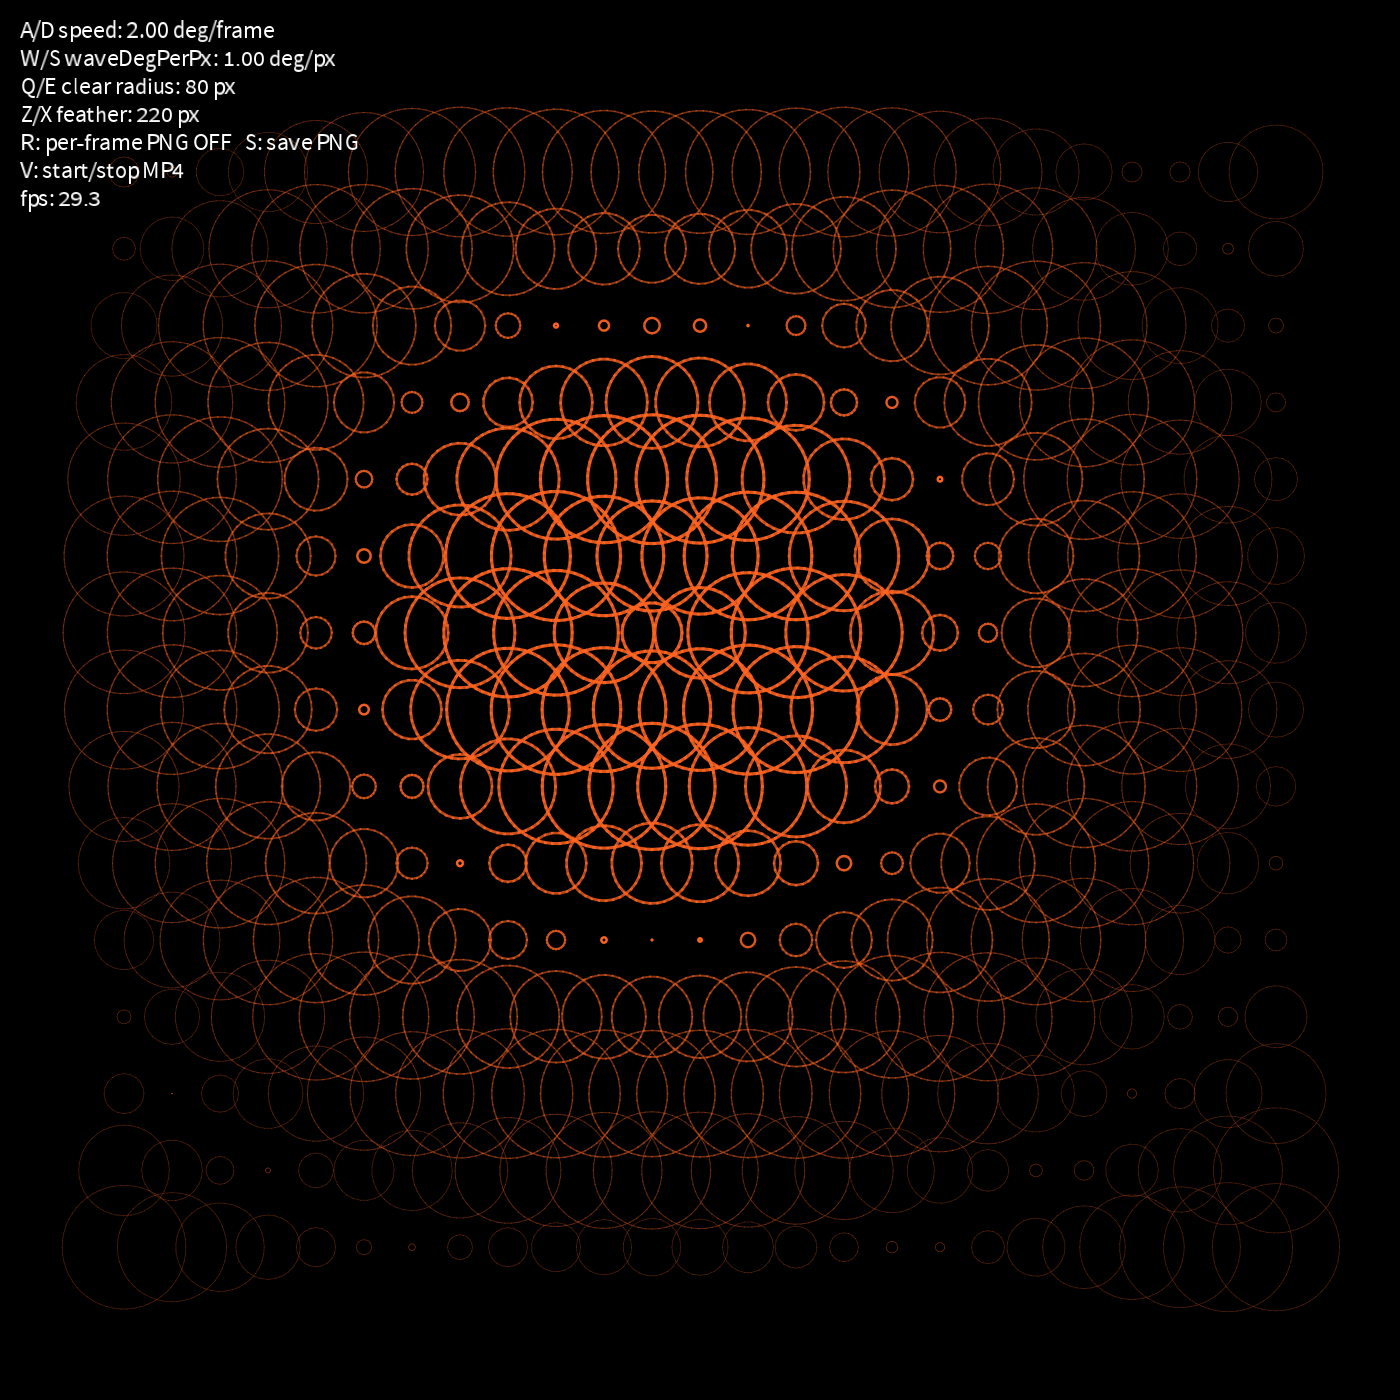 A/D speed: 2.00 deg/frame
W/S waveDegPerPx: 1.00 deg/px
Q/E clear radius: 80 px
Z/X feather: 220 px
R: per-frame PNG OFF   S: save PNG
V: start/stop MP4
fps: 29.3